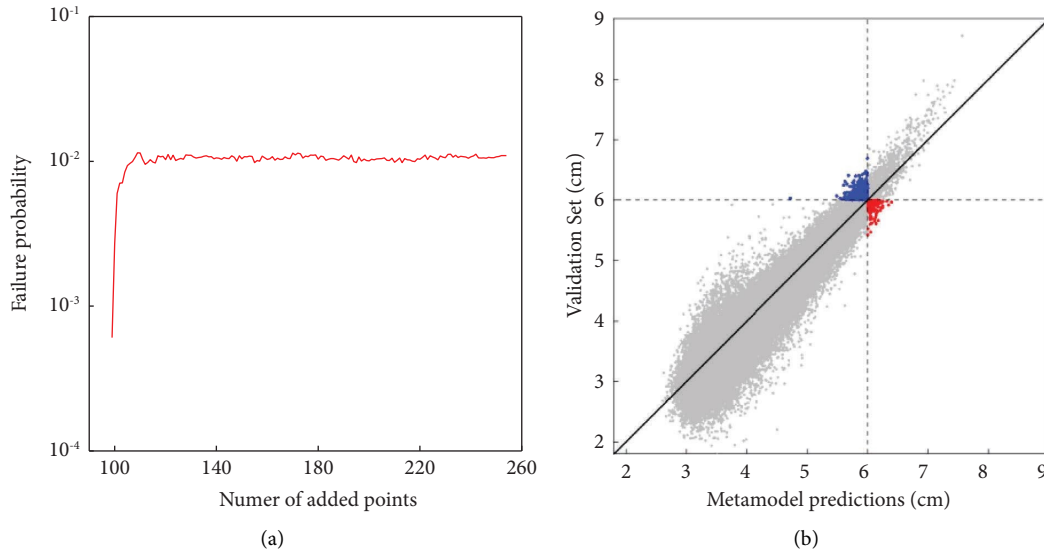 10-1
10-2
10-3
10-4
Failure probability
100 140 180 220 260
Numer of added points
(a)
9
8
7
6
5
4
3
2
Validation Set (cm)
2 3 4 5 6 7 8 9
Metamodel predictions (cm)
(b)